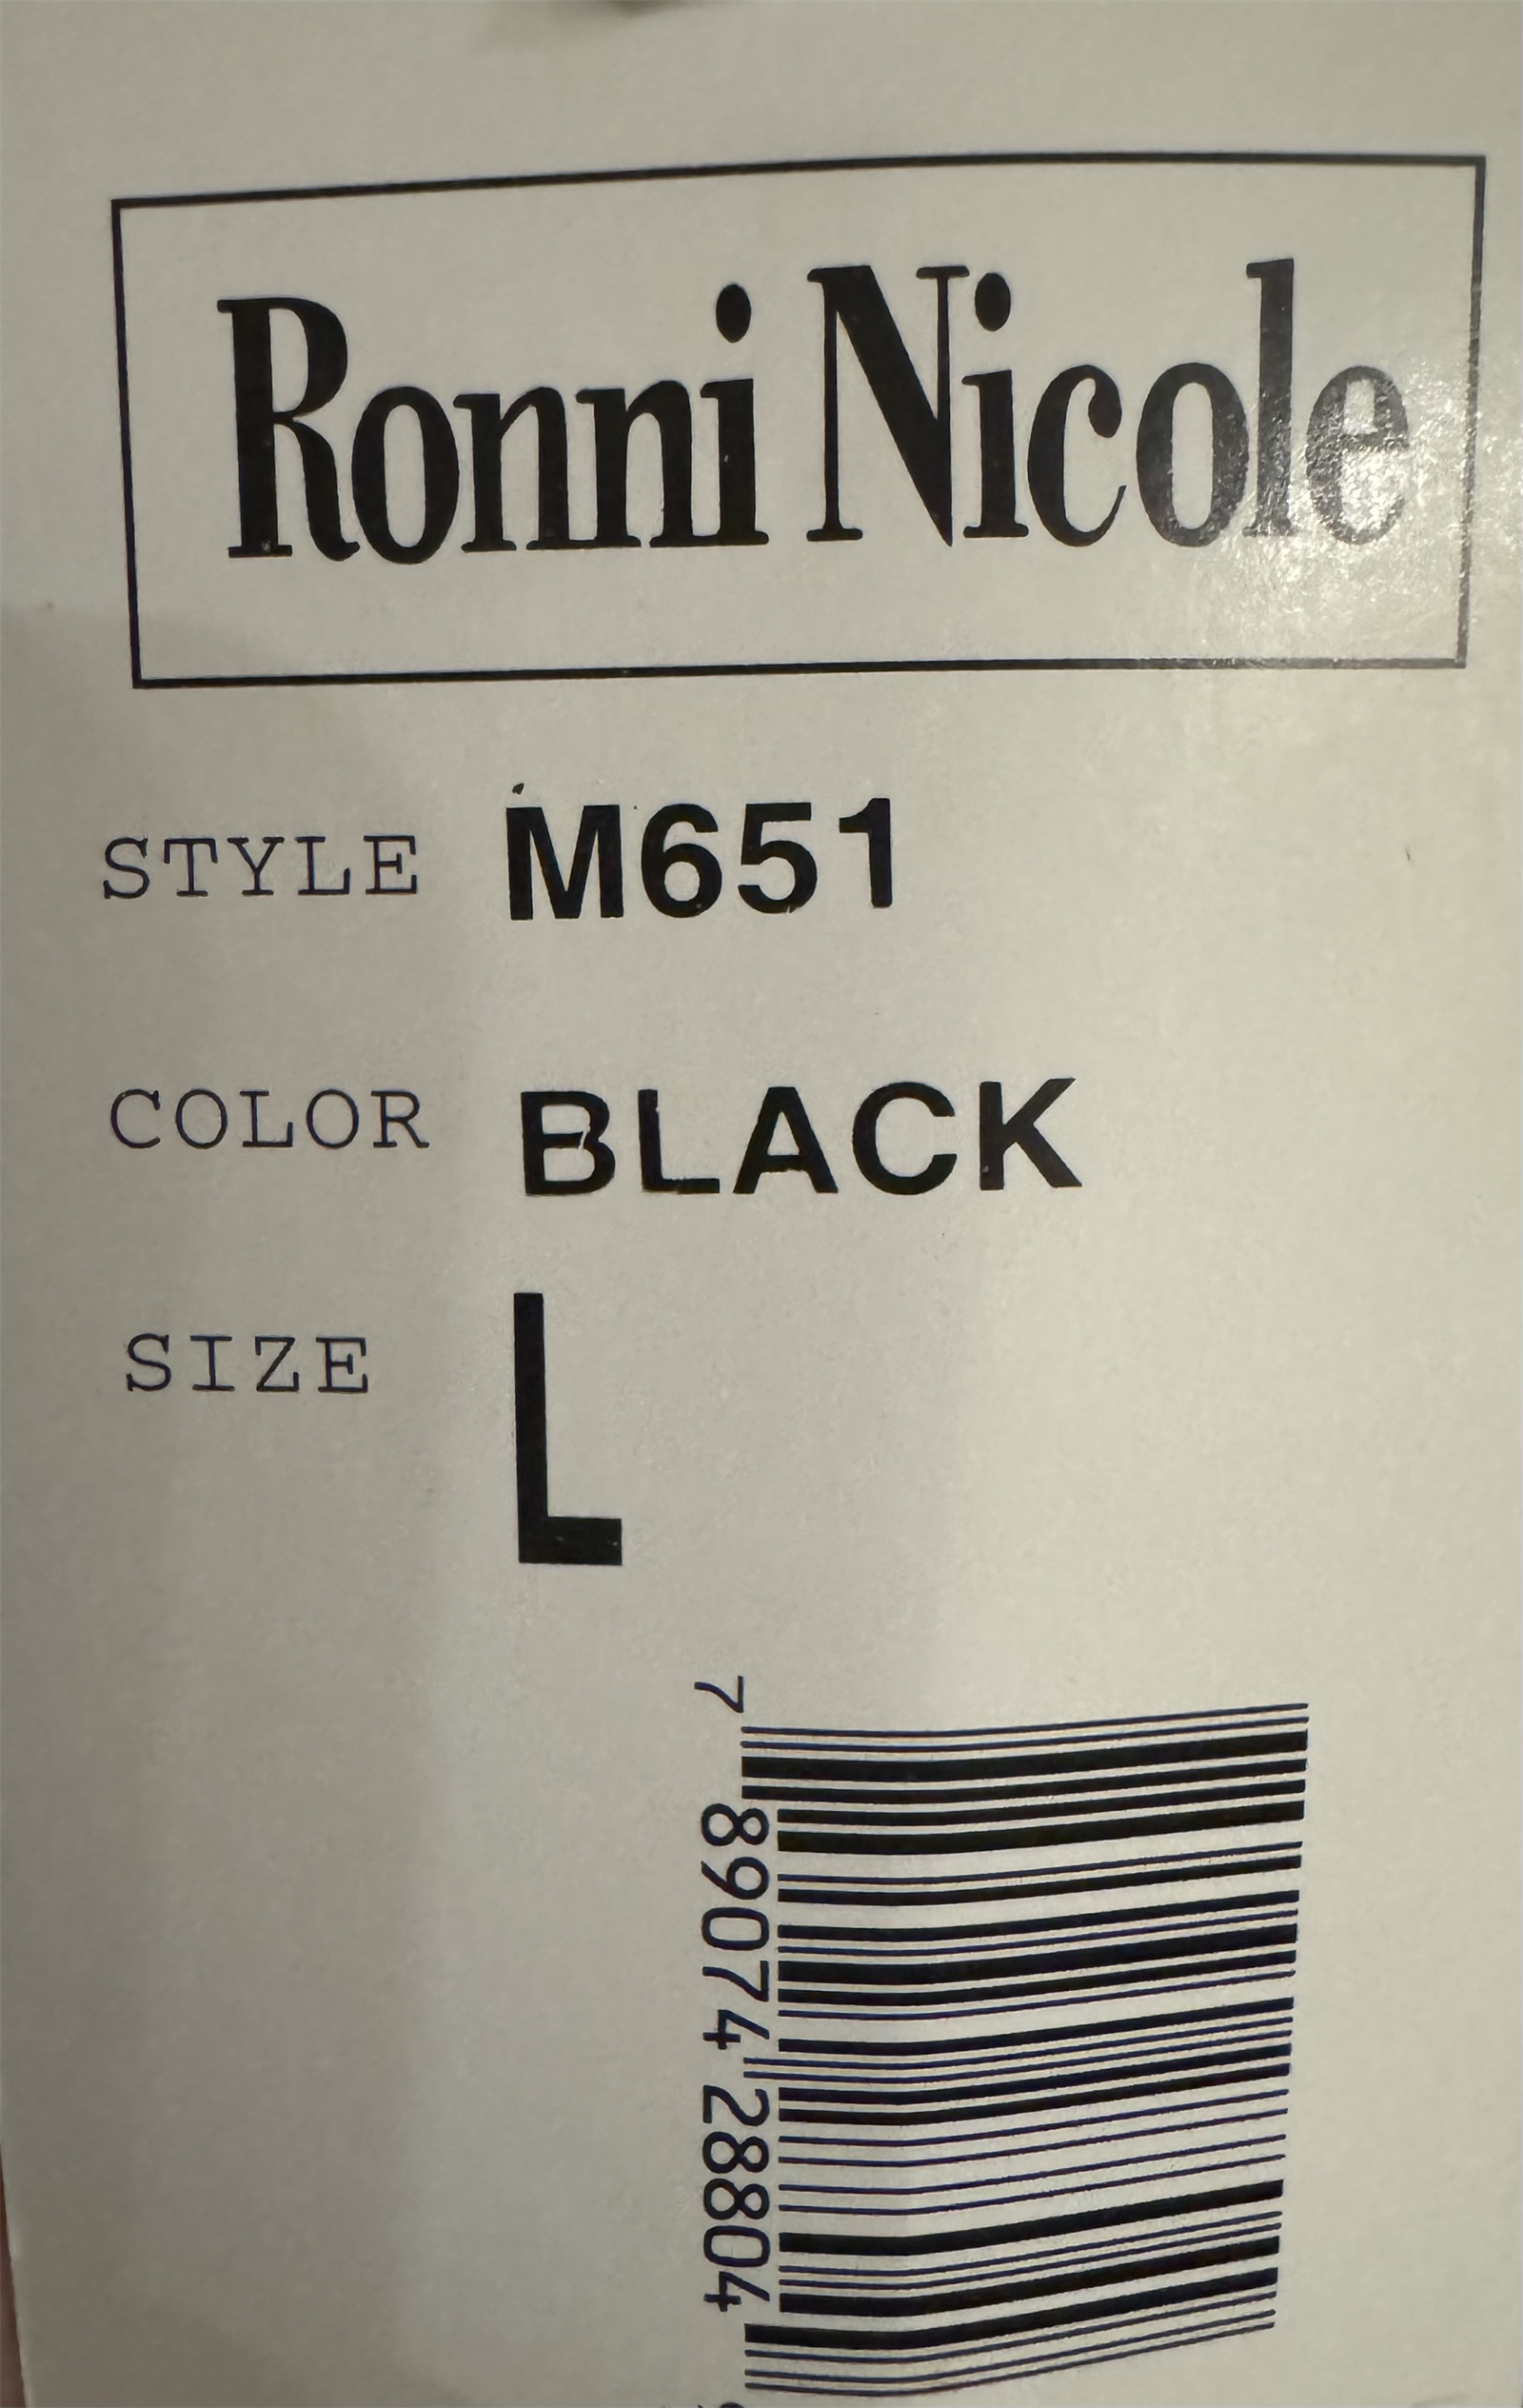 Ronni Nicole
STYLE M651
COLOR BLACK
SIZE L
7 89074 28804